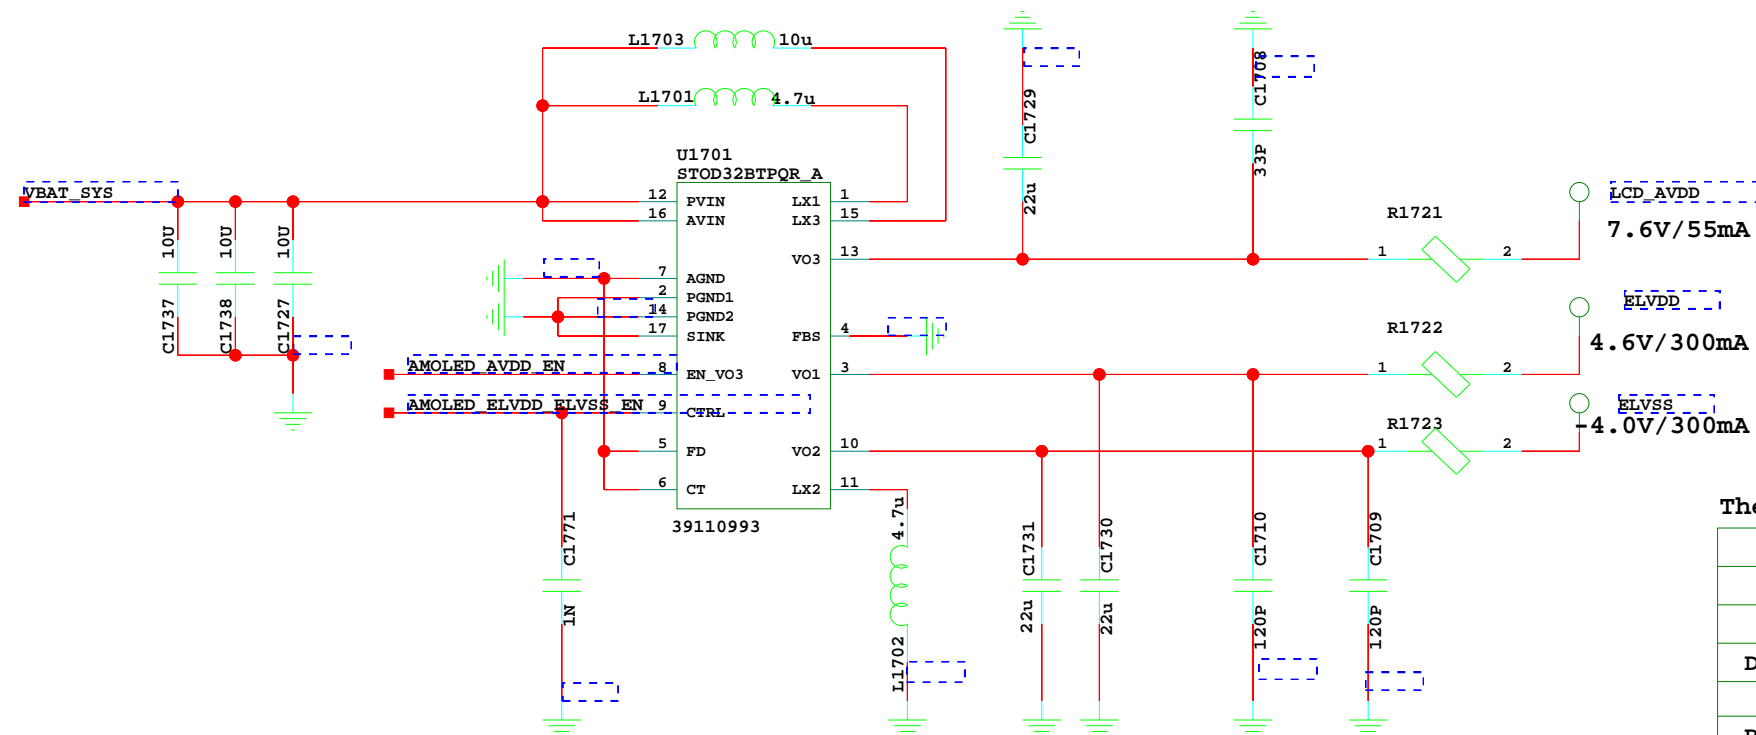 L1703 10u
L1701 4.7u
U1701
STOD32BTPQR_A
VBAT_SYS
12 PVIN LX1 1
16 AVIN LX3 15
VO3 13
7 AGND
2 PGND1
14 PGND2
17 SINK FBS 4
AMOLED_AVDD_EN
8 EN_VO3 VO1 3
AMOLED_ELVDD_ELVSS_EN
9 CTRL
5 FD VO2 10
6 CT LX2 11
39110993
10U
C1737
10U
C1738
10U
C1727
C1771
1N
4.7u
L1702
C1729
22u
C1708
33P
R1721
1 2
LCD_AVDD
7.6V/55mA
R1722
1 2
ELVDD
4.6V/300mA
R1723
1 2
ELVSS
-4.0V/300mA
C1731
22u
C1730
22u
C1710
120P
C1709
120P
The
D